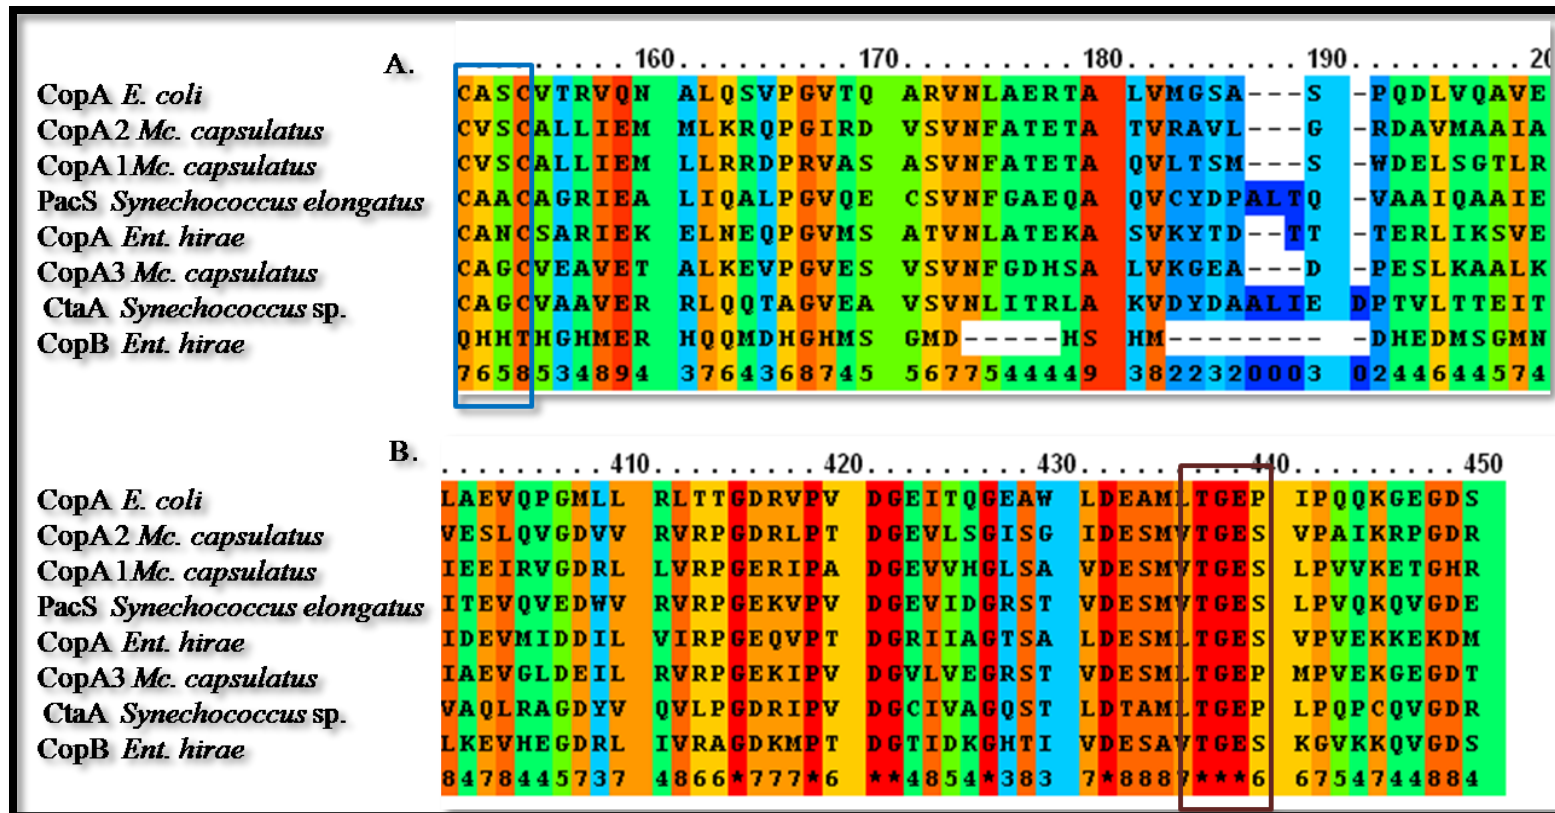 A.
. . . . . . . . . 160 . . . . . . . . . 170 . . . . . . . . . 180 . . . . . . . . . 190 . . . . . . . . . 20
CopA E. coli CASCVTRVQN ALQSVPGVTQ ARVNLAERTA LVMGSA---S -PQDLVQAVE
CopA2 Mc. capsulatus CVSCALLIEM MLKRQPGIRD VSVNFATETA TVRAVL---G -RDAVMAAIA
CopA1Mc. capsulatus CVSCALLIEM LLRRDPRVAS ASVNFATETA QVLTSM---S -WDELSGTLR
PacS Synechococcus elongatus CAACAGRIEA LIQALPGVQE CSVNFGAEQA QVCYDPALTQ -VAAIQAAIE
CopA Ent. hirae CANCSARIEK ELNEQPGVMS ATVNLATEKA SVKYTD--TT -TERLIKSVE
CopA3 Mc. capsulatus CAGCVEAVET ALKEVPGVES VSVNFGDHSA LVKGEA---D -PESLKAALK
CtaA Synechococcus sp. CAGCVAAVER RLQQTAGVEA VSVNLITRLA KVDYDAALIE DPTVLTTEIT
CopB Ent. hirae QHHTHGHMER HQQMDHGHMS GMD-----HS HM-------- -DHEDMSGMN
7658534894 3764368745 5677544449 3822320003 0244644574
B.
. . . . . . . . 410 . . . . . . . . . 420 . . . . . . . . . 430 . . . . . . . . . 440 . . . . . . . . . 450
CopA E. coli LAEVQPGMLL RLTTGDRVPV DGEITQGEAW LDEAMLTGEP IPQQKGEGDS
CopA2 Mc. capsulatus VESLQVGDVV RVRPGDRLPT DGEVLSGISG IDESMVTGES VPAIKRPGDR
CopA1Mc. capsulatus IEEIRVGDRL LVRPGERIPA DGEVVHGLSA VDESMVTGES LPVVKETGHR
PacS Synechococcus elongatus ITEVQVEDWV RVRPGEKVPV DGEVIDGRST VDESMVTGES LPVQKQVGDE
CopA Ent. hirae IDEVMIDDIL VIRPGEQVPT DGRIIAGTSA LDESMLTGES VPVEKKEKDM
CopA3 Mc. capsulatus IAEVGLDEIL RVRPGEKIPV DGVLVEGRST VDESMLTGEP MPVEKGEGDT
CtaA Synechococcus sp. VAQLRAGDYV QVLPGDRIPV DGCIVAGQST LDTAMLTGEP LPQPCQVGDR
CopB Ent. hirae LKEVHEGDRL IVRAGDKMPT DGTIDKGHTI VDESAVTGES KGVKKQVGDS
8478445737 4866*777*6 **4854*383 7*8887***6 6754744884